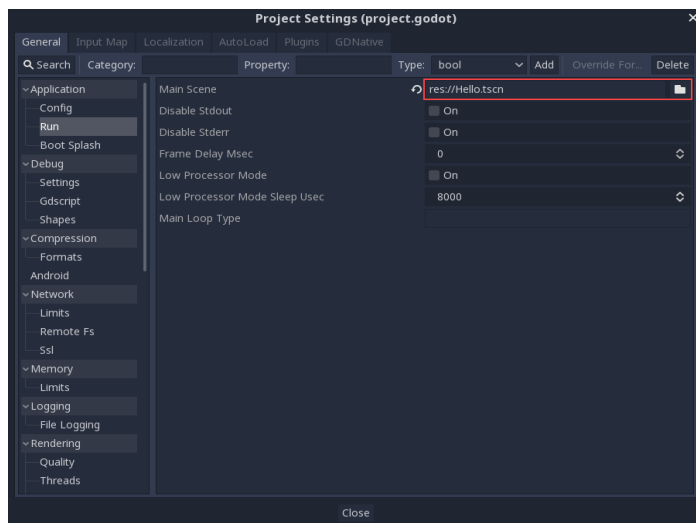 Project Settings (project.godot)
General Input Map Localization AutoLoad Plugins GDNative
Search Category: Property: Type: bool Add Override For... Delete
Application
Config
Run
Boot Splash
Debug
Settings
Gdscript
Shapes
Compression
Formats
Android
Network
Limits
Remote Fs
Ssl
Memory
Limits
Logging
File Logging
Rendering
Quality
Threads
Main Scene res://Hello.tscn
Disable Stdout On
Disable Stderr On
Frame Delay Msec 0
Low Processor Mode On
Low Processor Mode Sleep Usec 8000
Main Loop Type
Close